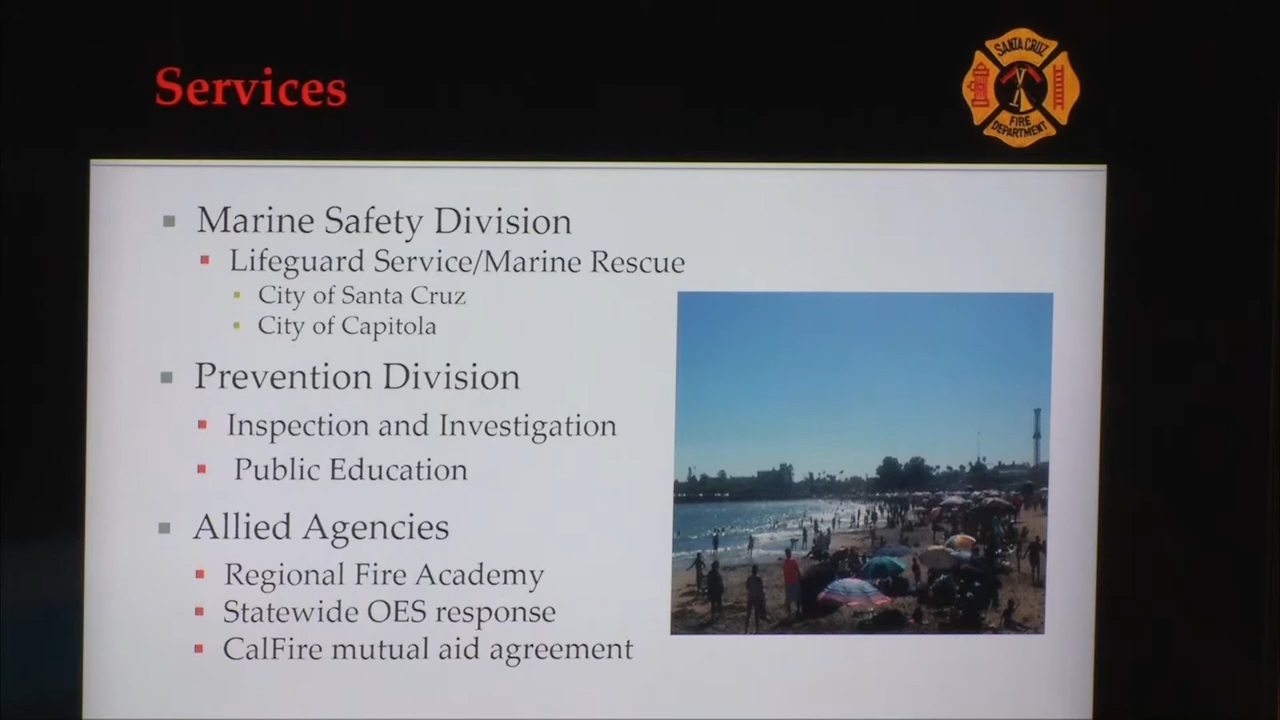 Services
SANTA CRUZ
FIRE
DEPARTMENT
Marine Safety Division
Lifeguard Service/Marine Rescue
City of Santa Cruz
City of Capitola
Prevention Division
Inspection and Investigation
Public Education
Allied Agencies
Regional Fire Academy
Statewide OES response
CalFire mutual aid agreement